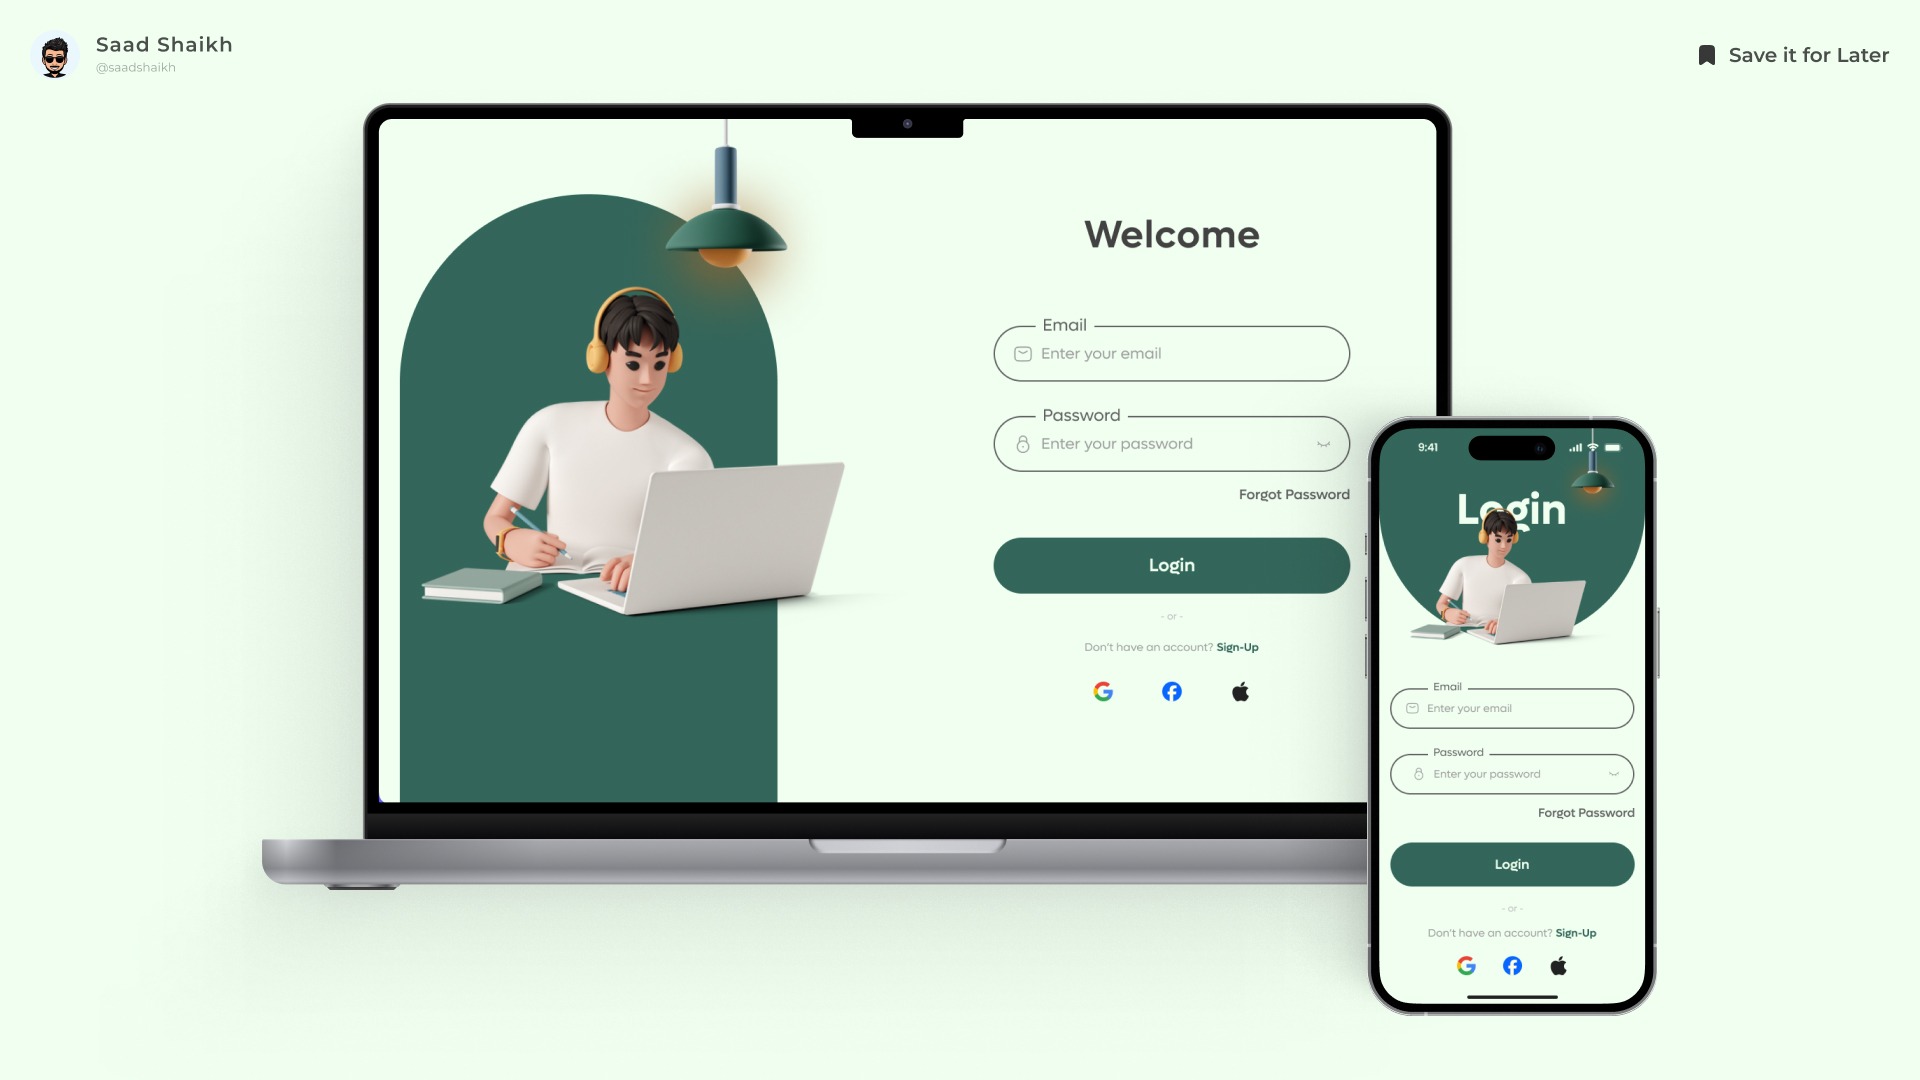 Saad Shaikh
@saadshaikh
Save it for Later
Welcome
Email
Enter your email
Password
Enter your password
Forgot Password
Login
- or -
Don't have an account? Sign-Up
9:41
Login
Email
Enter your email
Password
Enter your password
Forgot Password
Login
- or -
Don't have an account? Sign-Up